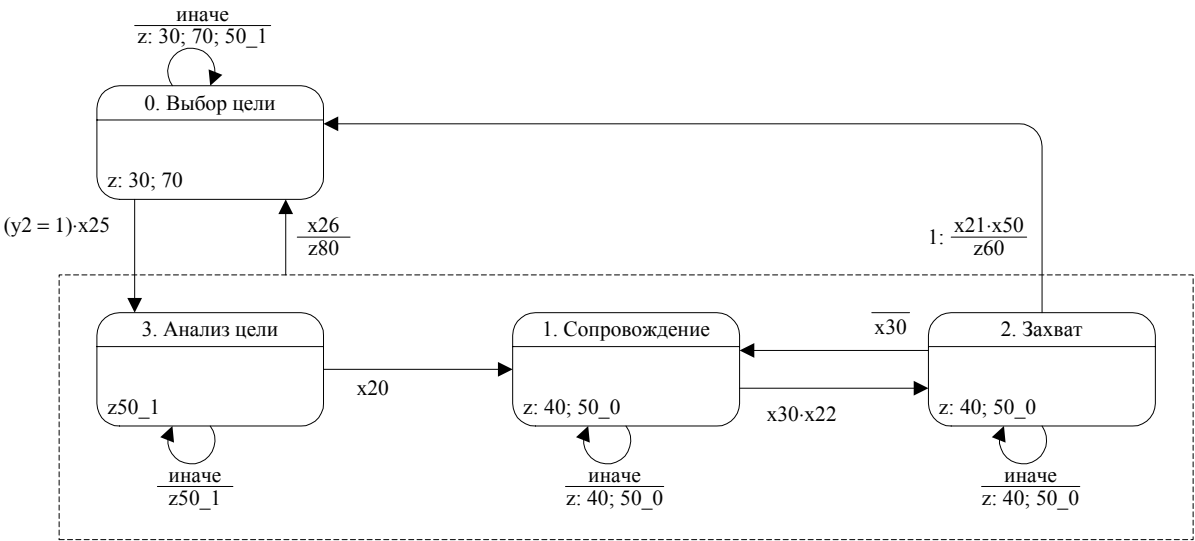 иначе
z: 30; 70; 50_1
0. Выбор цели
z: 30; 70
(y2 = 1)·x25
x26
z80
1: x21·x50
z60
3. Анализ цели
z50_1
x20
1. Сопровождение
z: 40; 50_0
x30
x30·x22
2. Захват
z: 40; 50_0
иначе
z50_1
иначе
z: 40; 50_0
иначе
z: 40; 50_0